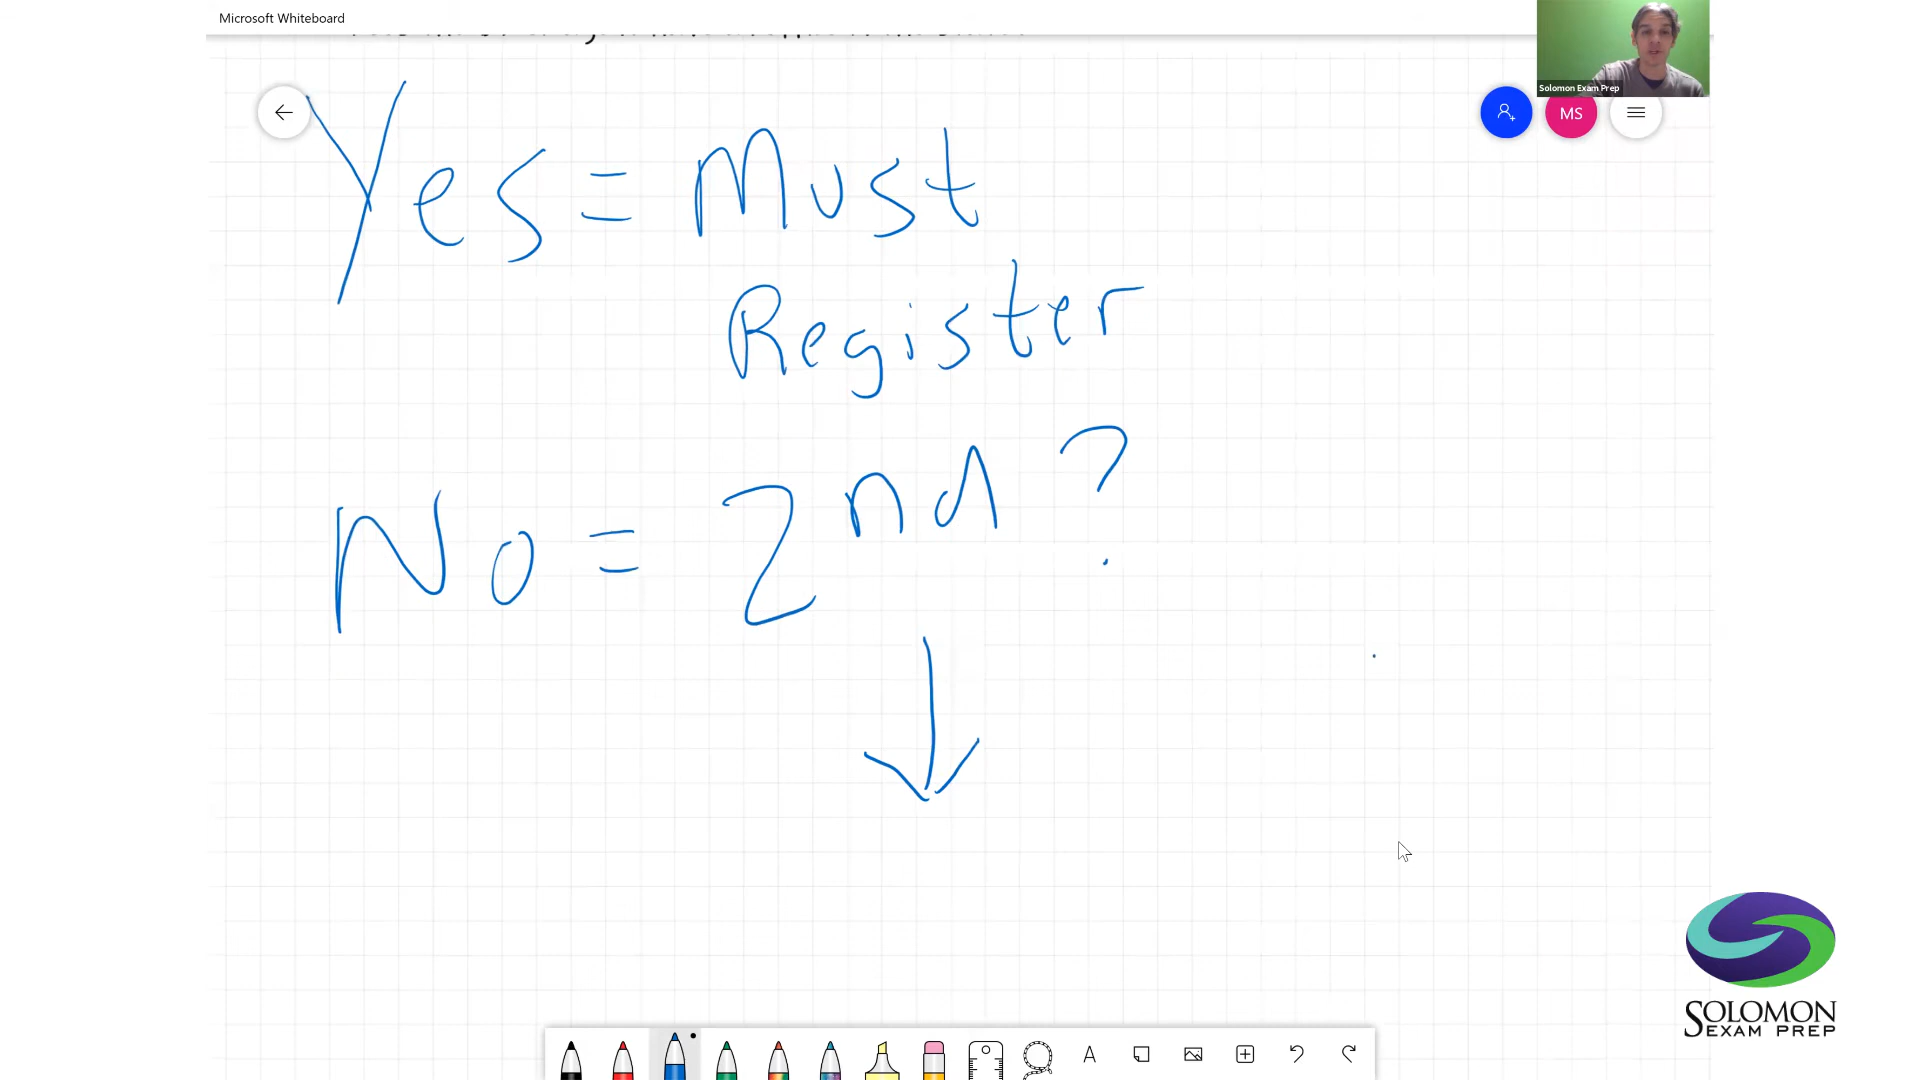 Microsoft Whiteboard
Solomon Exam Prep
MS
Yes = Must
Register
No = 2nd ?
A
SOLOMON
EXAM PREP